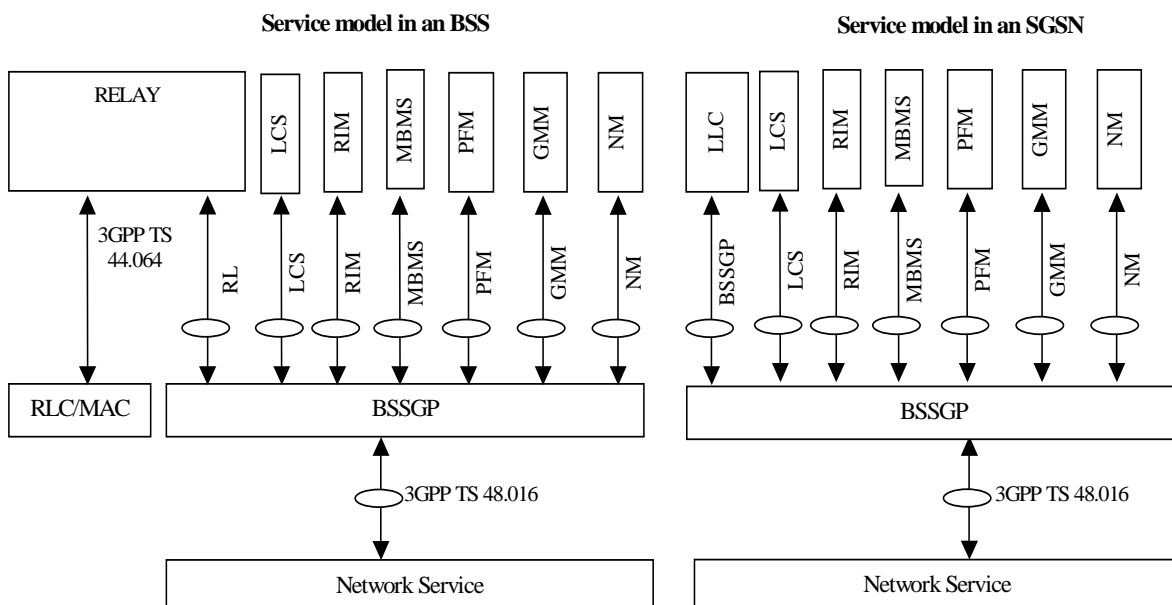 Service model in an BSS
RELAY
LCS
RIM
MBMS
PFM
GMM
NM
3GPP TS
44.064
RL
LCS
RIM
MBMS
PFM
GMM
NM
RLC/MAC
BSSGP
3GPP TS 48.016
Network Service
Service model in an SGSN
LLC
LCS
RIM
MBMS
PFM
GMM
NM
BSSGP
LCS
RIM
MBMS
PFM
GMM
NM
BSSGP
3GPP TS 48.016
Network Service